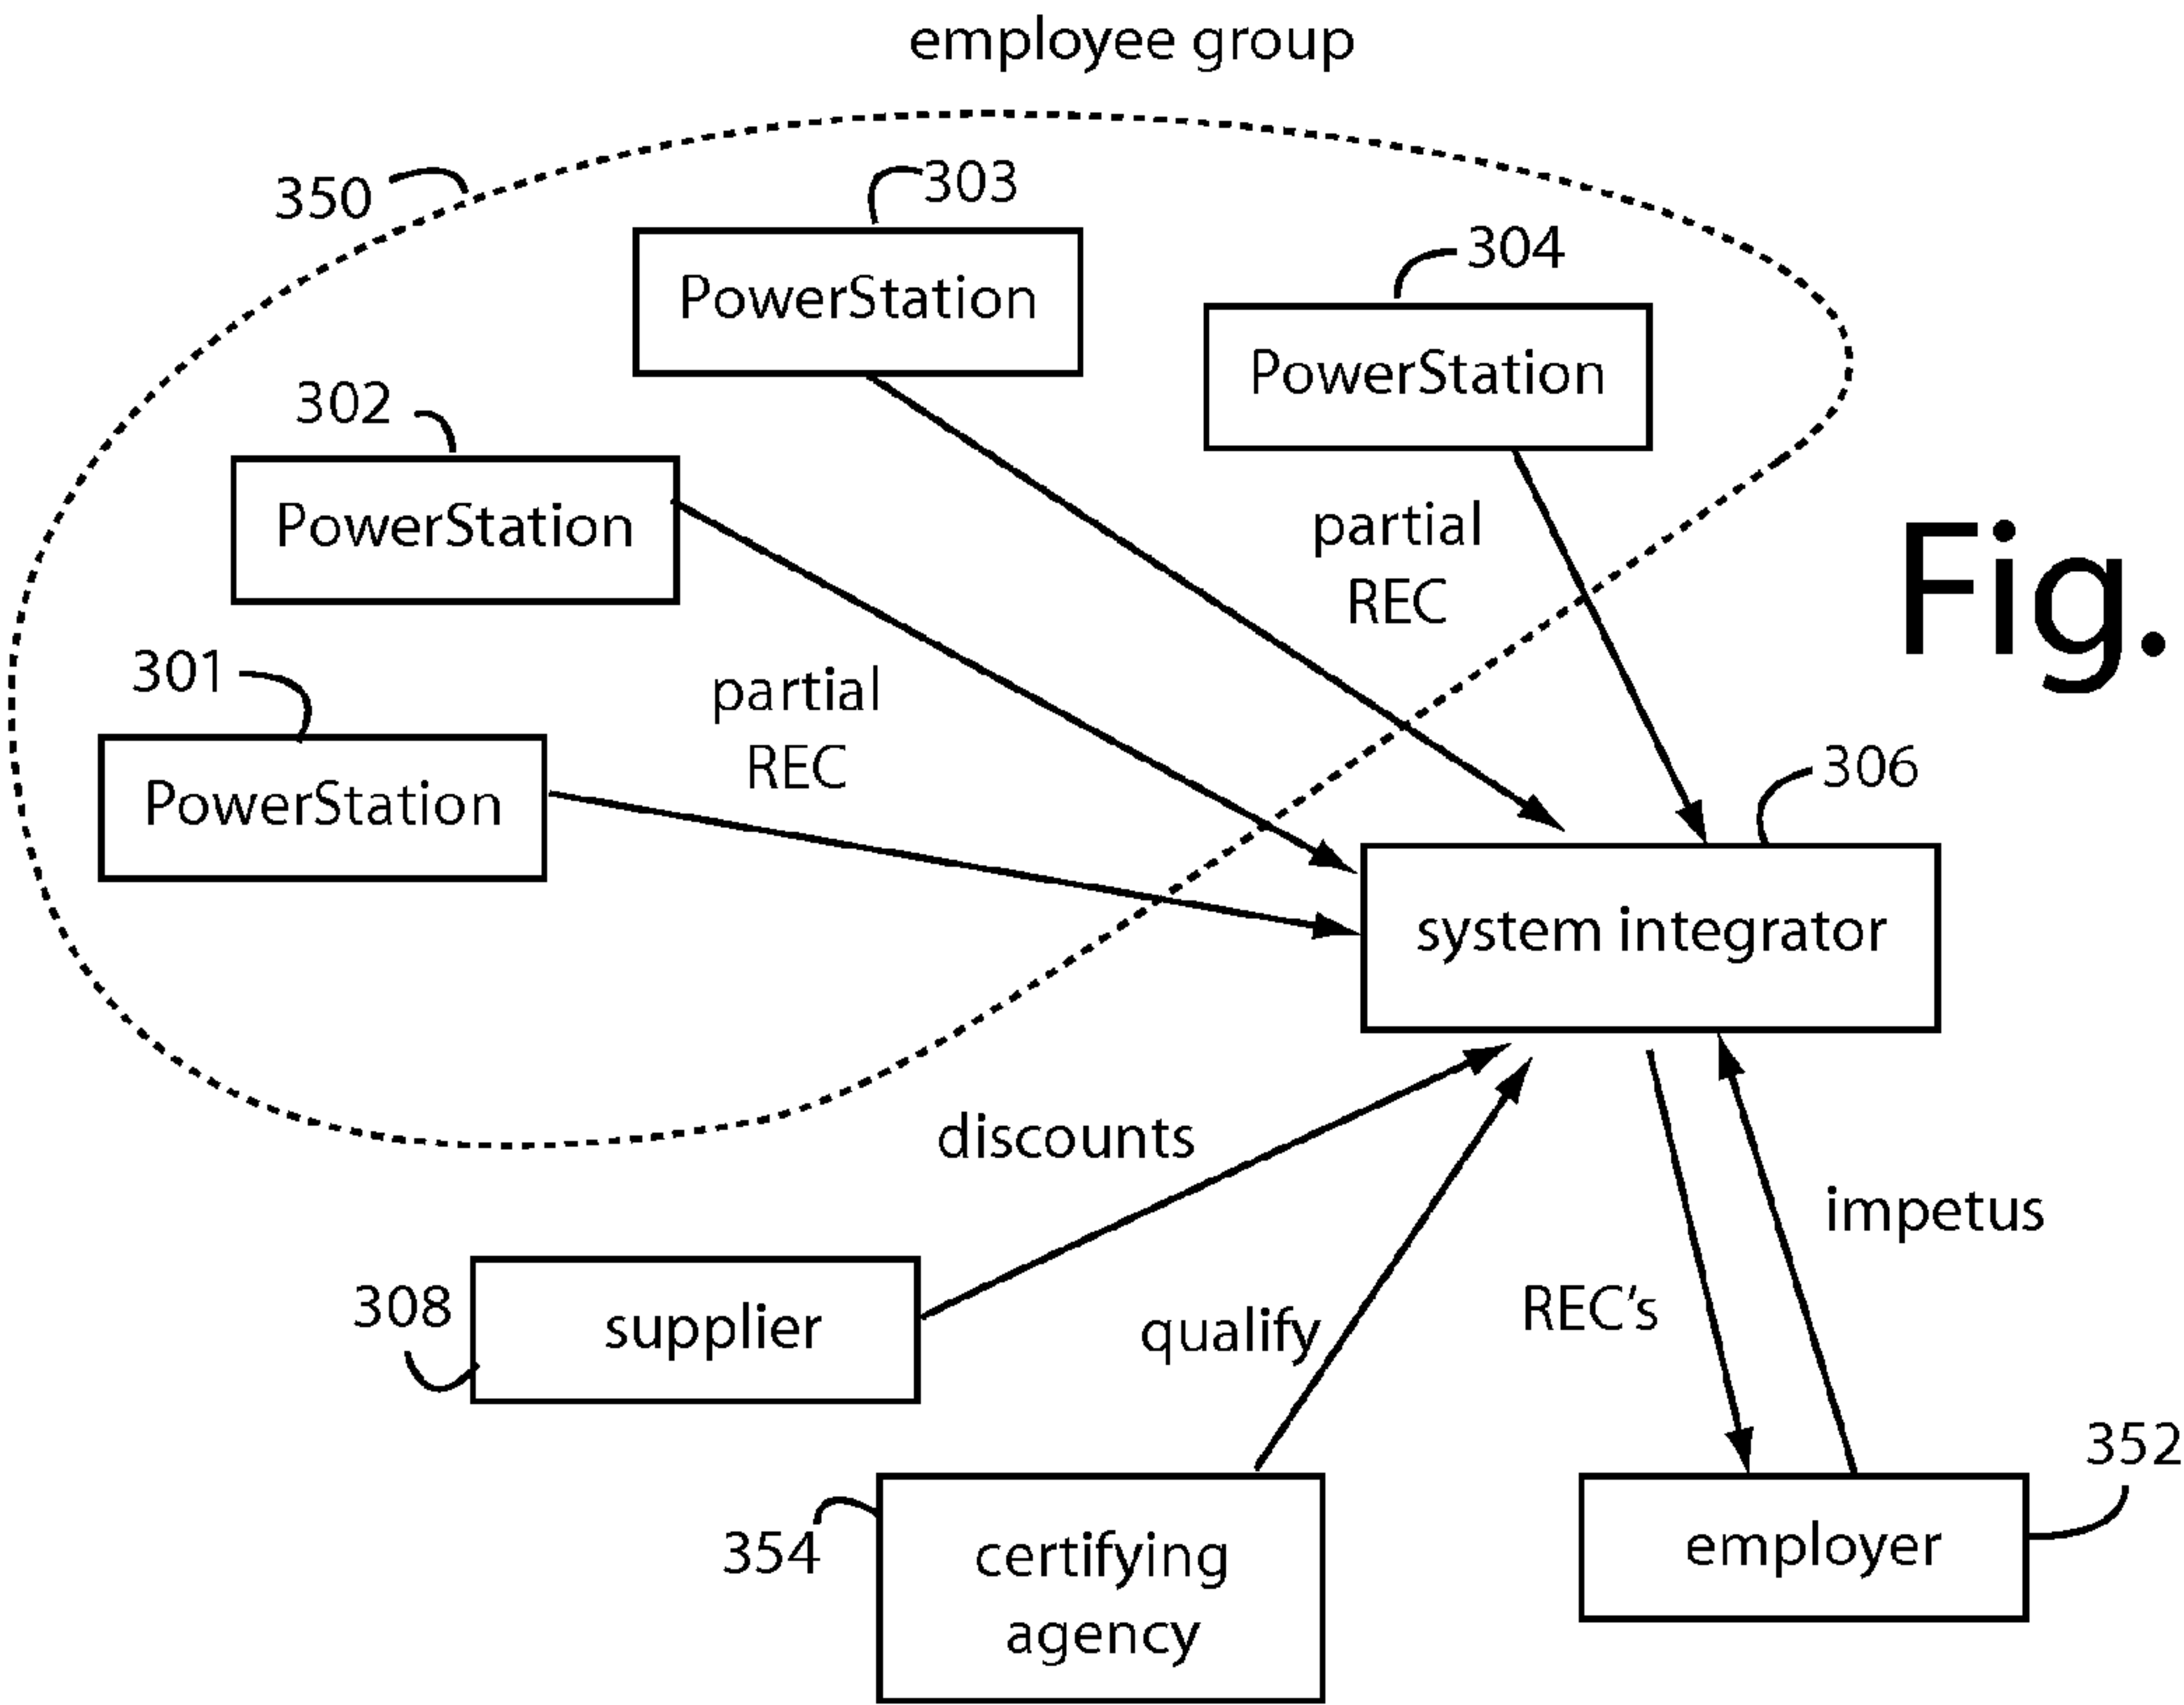 employee group
350
303
PowerStation
304
PowerStation
302
PowerStation
partial
REC
Fig.
301
PowerStation
partial
REC
306
system integrator
discounts
impetus
308
supplier
qualify
REC's
352
354
certifying
agency
employer